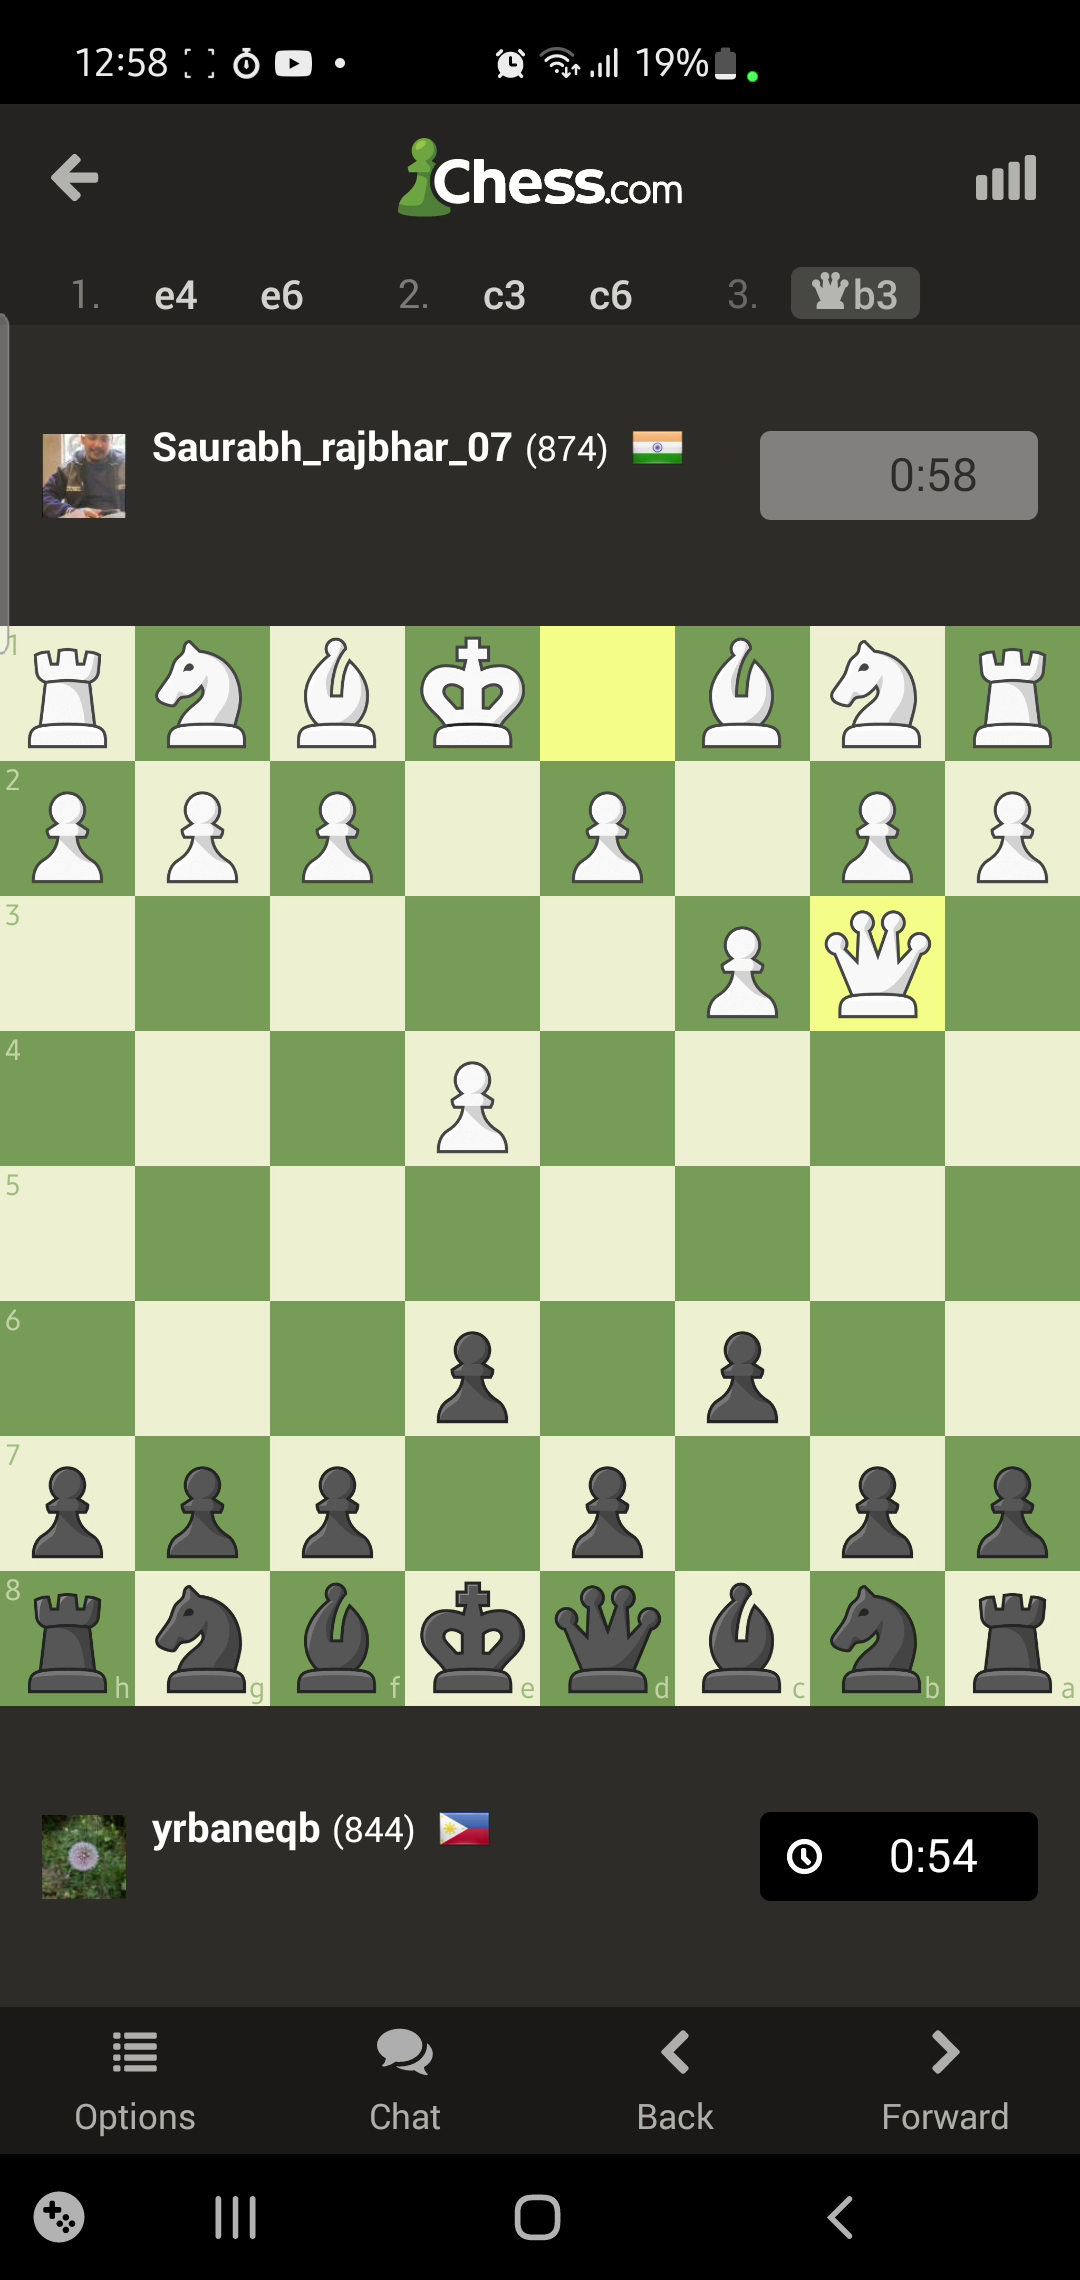 12:58 19%
Chess.com
1. e4 e6 2. c3 c6 3. b3
Saurabh_rajbhar_07 (874) 0:58
1
2
3
4
5
6
7
8
h g f e d c b a
yrbaneqb (844) 0:54
Options Chat Back Forward